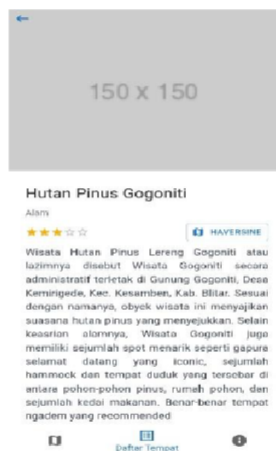 150 x 150
Hutan Pinus Gogoniti
Alam
HAVERSINE
Wisata Hutan Pinus Lereng Gogoniti atau
lazimnya disebut Wisata Gogoniti secara
administratif terletak di Gunung Gogoniti, Desa
Kemirigede, Kec. Kesamben, Kab. Blitar. Sesuai
dengan namanya, obyek wisata ini menyajikan
suasana hutan pinus yang menyejukkan. Selain
keasrian alamnya, Wisata Gogoniti juga
memiliki sejumlah spot menarik seperti gapura
selamat datang yang iconic, sejumlah
hammock dan tempat duduk yang tersebar di
antara pohon-pohon pinus, rumah pohon, dan
sejumlah kedai makanan. Benar-benar tempat
ngadem yang recommended
Daftar Tempat